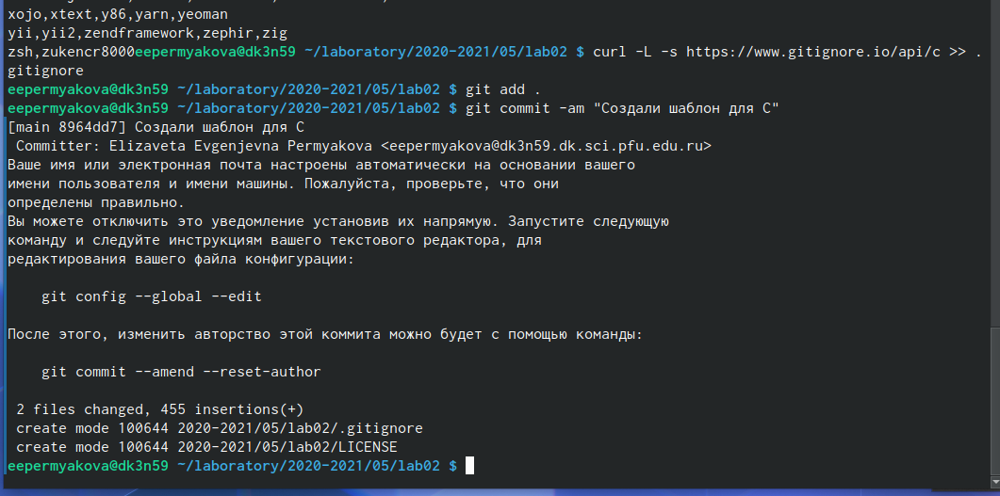 xojo,xtext,y86,yarn,yeoman
yii,yii2,zendframework,zephir,zig
zsh,zukencr8000eepermyakova@dk3n59 ~/laboratory/2020-2021/05/lab02 $ curl -L -s https://www.gitignore.io/api/c >> .
gitignore
eepermyakova@dk3n59 ~/laboratory/2020-2021/05/lab02 $ git add .
eepermyakova@dk3n59 ~/laboratory/2020-2021/05/lab02 $ git commit -am "Создали шаблон для С"
[main 8964dd7] Создали шаблон для С
 Committer: Elizaveta Evgenjevna Permyakova <eepermyakova@dk3n59.dk.sci.pfu.edu.ru>
Ваше имя или электронная почта настроены автоматически на основании вашего
имени пользователя и имени машины. Пожалуйста, проверьте, что они
определены правильно.
Вы можете отключить это уведомление установив их напрямую. Запустите следующую
команду и следуйте инструкциям вашего текстового редактора, для
редактирования вашего файла конфигурации:

    git config --global --edit

После этого, изменить авторство этой коммита можно будет с помощью команды:

    git commit --amend --reset-author

 2 files changed, 455 insertions(+)
 create mode 100644 2020-2021/05/lab02/.gitignore
 create mode 100644 2020-2021/05/lab02/LICENSE
eepermyakova@dk3n59 ~/laboratory/2020-2021/05/lab02 $